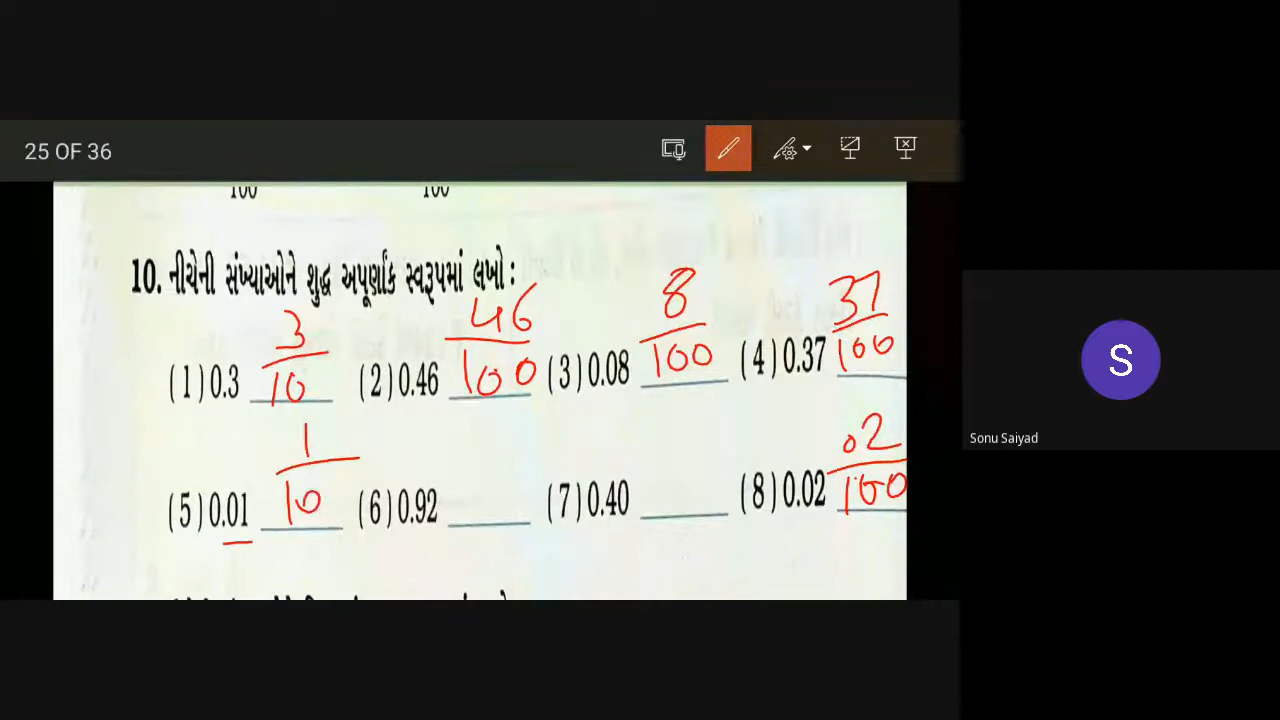 25 OF 36
100 100
10. નીચેની સંખ્યાઓને શુદ્ધ અપૂર્ણાંક સ્વરૂપમાં લખો :
(1) 0.3 3/10 (2) 0.46 46/100 (3) 0.08 8/100 (4) 0.37 37/100
(5) 0.01 1/10 (6) 0.92 (7) 0.40 (8) 0.02 02/100
S
Sonu Saiyad